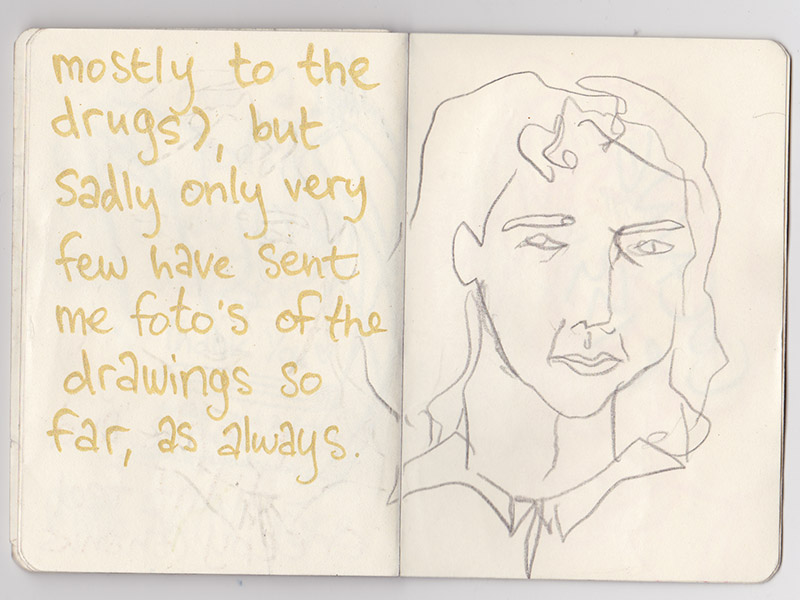 mostly to the
drugs), but
sadly only very
few have sent
me foto's of the
drawings so
far, as always.